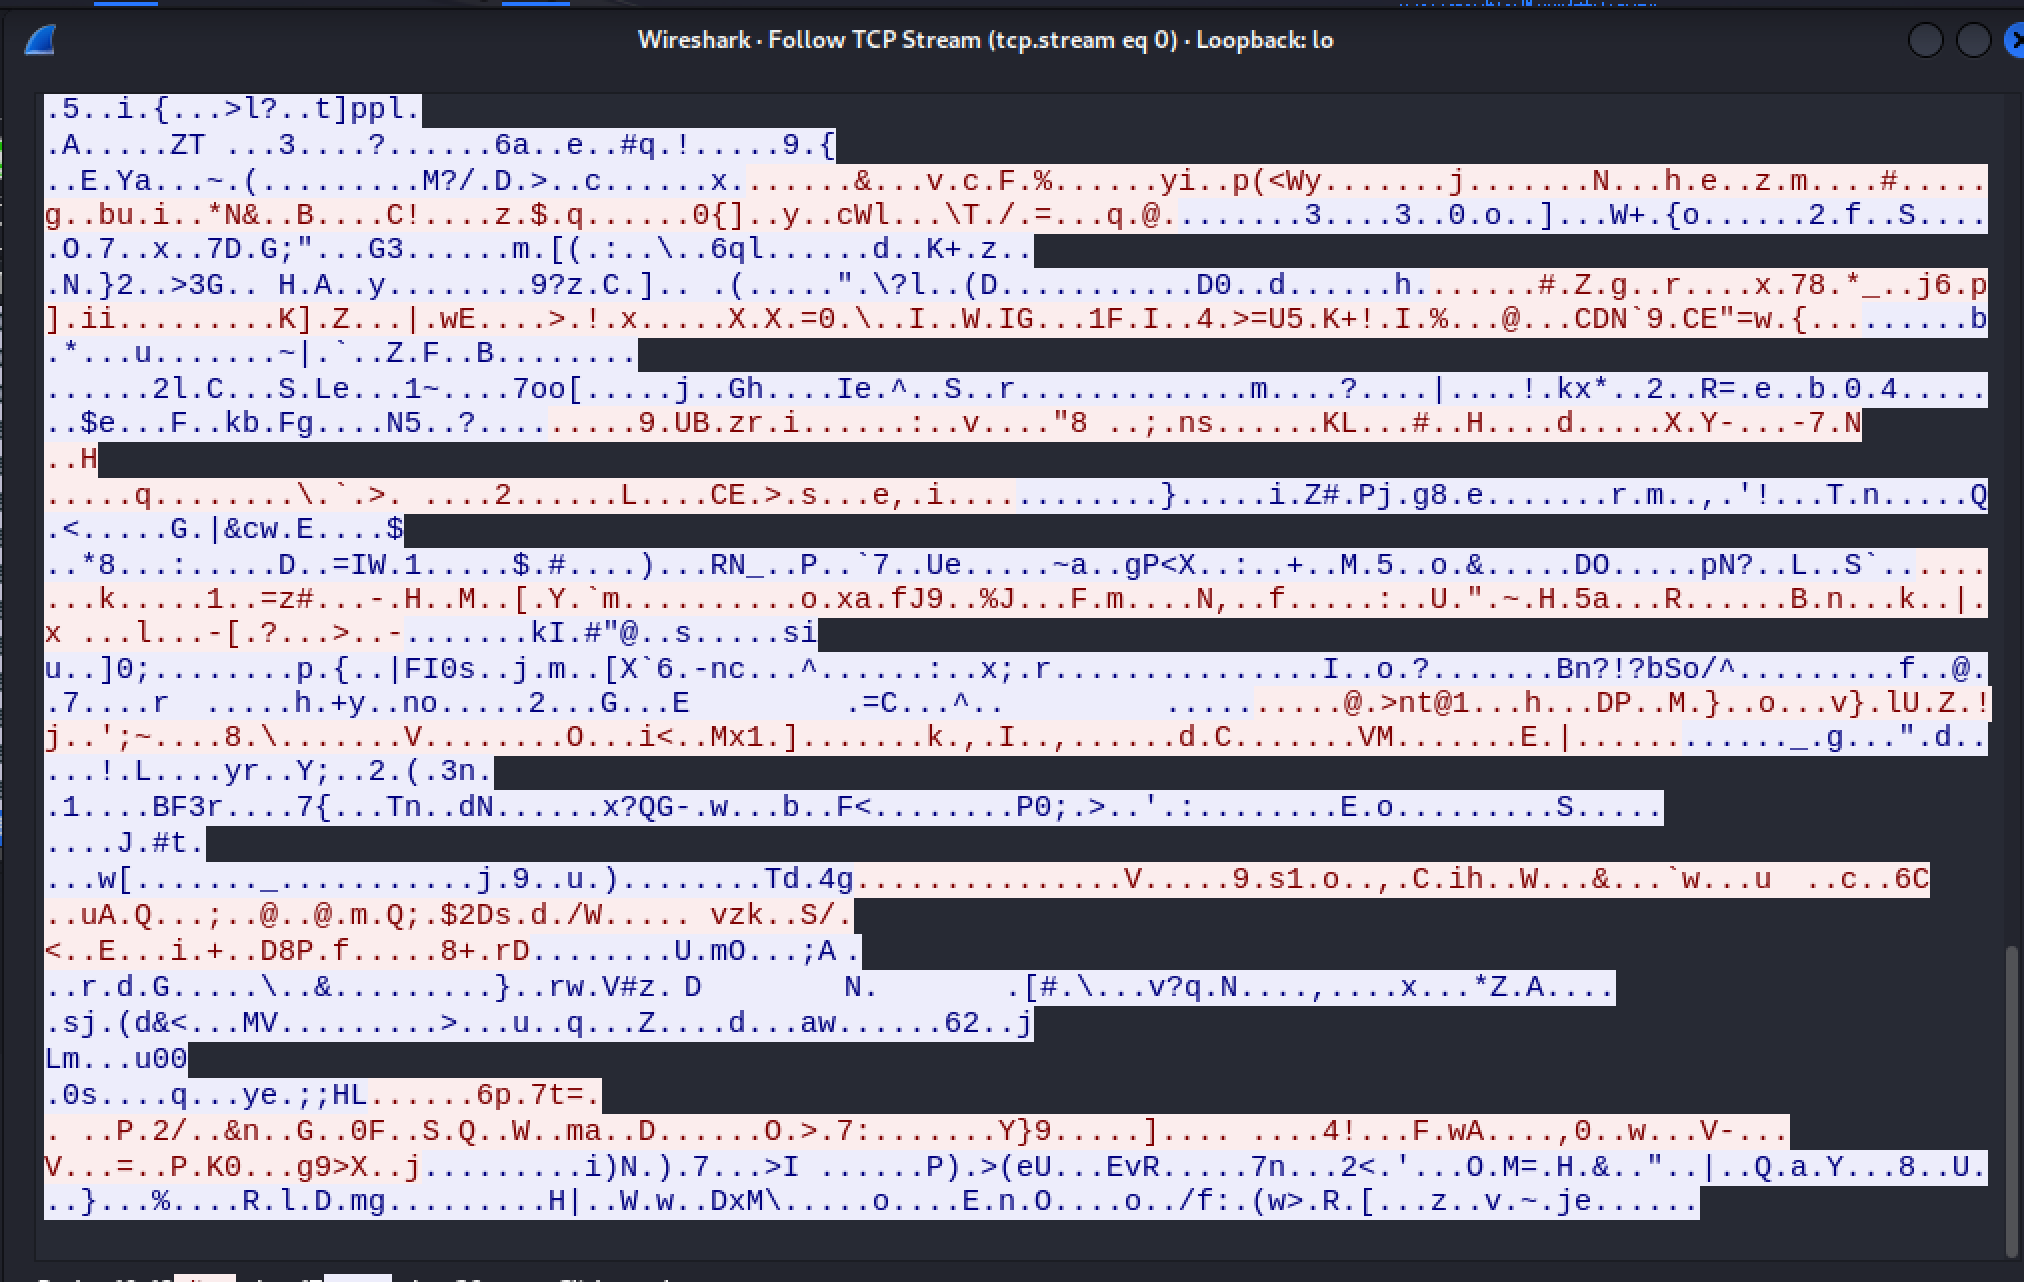 Wireshark · Follow TCP Stream (tcp.stream eq 0) · Loopback: lo
.5..i.{...>l?..t]ppl.
.A.....ZT ...3....?......6a..e..#q.!.....9.{
..E.Ya...~.(.........M?/.D.>..c......x.......&...v.c.F.%......yi..p(<Wy.......j.......N...h.e..z.m....#.....
g..bu.i..*N&..B....C!....z.$.q......0{]..y..cWl...\T./.=...q.@........3....3..0.o..]...W+.{o......2.f..S....
.O.7..x..7D.G;"...G3......m.[(.:..\..6ql......d..K+.z..
.N.}2..>3G.. H.A..y........9?z.C.].. .(.....".\?l..(D...........D0..d......h.......#.Z.g..r....x.78.*_..j6.p
].ii.........K].Z...|.wE....>.!.x.....X.X.=0.\..I..W.IG...1F.I..4.>=U5.K+!.I.%...@...CDN`9.CE"=w.{.........b
.*...u.......~|.`..Z.F..B........
......2l.C...S.Le...1~....7oo[.....j..Gh....Ie.^..S..r.............m....?....|....!.kx*..2..R=.e..b.0.4.....
..$e...F..kb.Fg....N5..?.........9.UB.zr.i......:..v...."8 ..;.ns......KL...#..H....d.....X.Y-...-7.N
..H
.....q........\.`.>. ....2......L....CE.>.s...e,.i............}.....i.Z#.Pj.g8.e.......r.m..,.'!...T.n.....Q
.<.....G.|&cw.E....$
..*8...:.....D..=IW.1.....$.#....)...RN_..P..`7..Ue.....~a..gP<X..:..+..M.5..o.&.....DO.....pN?..L..S`......
...k.....1..=z#...-.H..M..[.Y.`m..........o.xa.fJ9..%J...F.m....N,..f.....:..U.".~.H.5a...R......B.n...k..|.
x ...l...-[.?...>..-.......kI.#"@..s.....si
u..]0;........p.{..|FI0s..j.m..[X`6.-nc...^......:..x;.r...............I..o.?.......Bn?!?bSo/^.........f..@.
.7....r  .....h.+y..no.....2...G...E         .=C...^..         ..........@.>nt@1...h...DP..M.}..o...v}.lU.Z.!
j..';~....8.\.......V........O...i<..Mx1.].......k.,.I..,......d.C.......VM.......E.|............_.g...".d..
...!.L....yr..Y;..2.(.3n.
.1....BF3r....7{...Tn..dN......x?QG-.w...b..F<........P0;.>..'.:........E.o.........S.....
....J.#t.
...w[......._...........j.9..u.)........Td.4g...............V.....9.s1.o..,.C.ih..W...&...`w...u  ..c..6C
..uA.Q...;..@..@.m.Q;.$2Ds.d./W..... vzk..S/.
<..E...i.+..D8P.f.....8+.rD........U.mO...;A .
..r.d.G.....\..&.........}..rw.V#z. D        N.       .[#.\...v?q.N....,....x...*Z.A....
.sj.(d&<...MV.........>...u..q...Z....d...aw......62..j
Lm...u00
.0s....q...ye.;;HL......6p.7t=.
. ..P.2/..&n..G..0F..S.Q..W..ma..D......O.>.7:.......Y}9.....].... ....4!...F.wA....,0..w...V-...
V...=..P.K0...g9>X..j.........i)N.).7...>I ......P).>(eU...EvR.....7n...2<.'...O.M=.H.&.."..|..Q.a.Y...8..U.
..}...%....R.l.D.mg.........H|..W.w..DxM\.....o....E.n.O....o../f:.(w>.R.[...z..v.~.je......